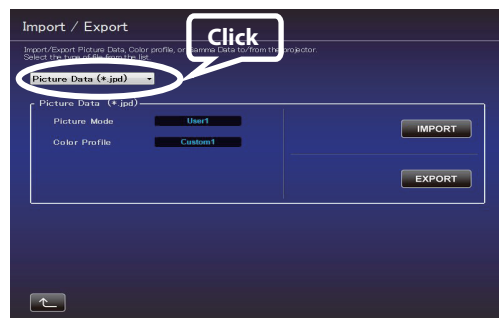 Import / Export
Click
Import/Export Picture Data, Color profile, or Gamma Data to/from the projector.
Select the type of file from the list
Picture Data (*.jpd)
Picture Data (*.jpd)
Picture Mode User1
IMPORT
Color Profile Custom1
EXPORT